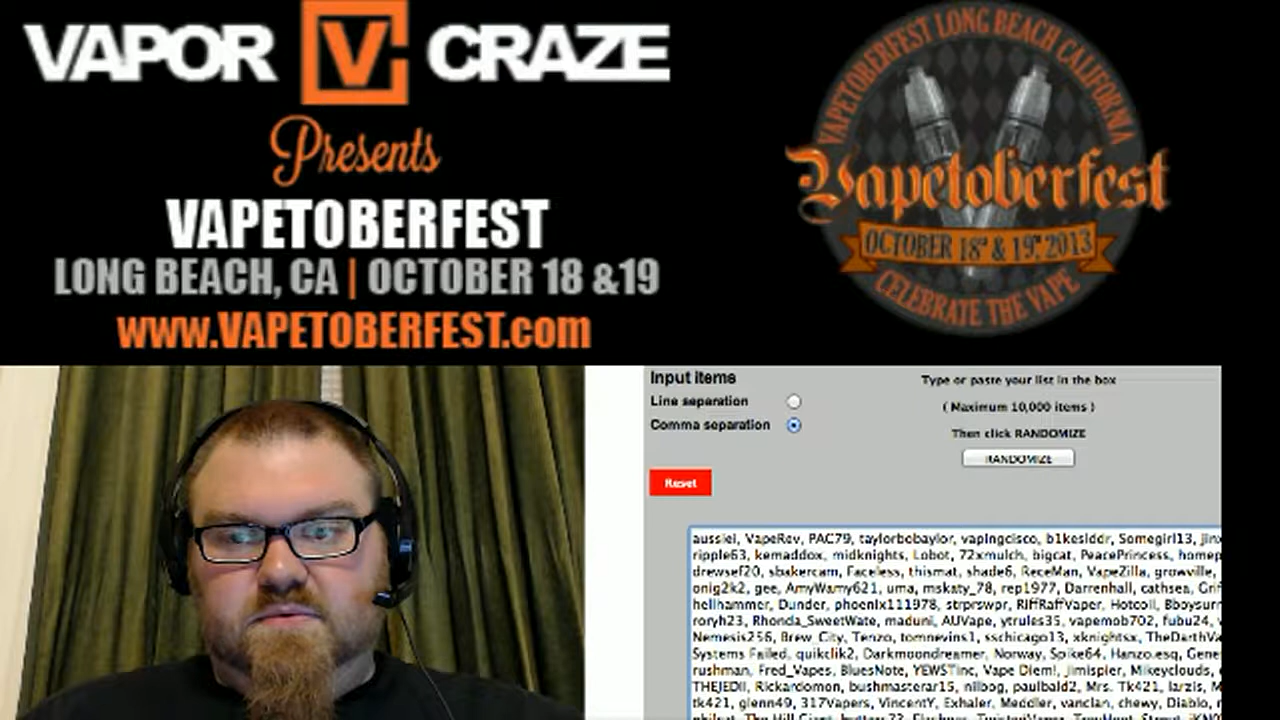 VAPOR V CRAZE
Presents
VAPETOBERFEST
LONG BEACH, CA | OCTOBER 18 &19
www.VAPETOBERFEST.com
VAPETOBERFEST LONG BEACH CALIFORNIA
Vapetoberfest
OCTOBER 18th & 19th, 2013
CELEBRATE THE VAPE
Input items
Line separation
Comma separation
Reset
Type or paste your list in the box
( Maximum 10,000 items )
Then click RANDOMIZE
RANDOMIZE
aussiei, VapeRev, PAC79, taylorbobaylor, vapingcisco, b1kesiddr, Somegirl13,
ripple63, kemaddox, midknights, Lobot, 72xmulch, bigcat, PeacePrincess,
drewsef20, sbakercam, Faceless, thismat, shade6, ReceMan, VapeZilla, growville,
onig2k2, gee, AmyWamy621, uma, mskaty_78, rep1977, Darrenhall, cathsea,
hellhammer, Dunder, phoenix111978, strprswpr, RiffRaffVaper, Hotcoil,
roryh23, Rhonda_SweetWate, maduni, AUVape, ytrules35, vapemob702, fubu24,
Nemesis256, Brew_City, Tenzo, tomnevins1, sschicago13, xknightsx,
Systems Failed, quikclik2, Darkmoondreamer, Norway, Spike64, Hanzo.esq,
rushman, Fred_Vapes, BluesNote, YEWSTinc, Vape Diem!, jimispier, Mikeyclouds,
THEJEDII, Rickardomon, bushmasterar15, nilbog, paulbald2, Mrs. Tk421, larzis,
tk421, glenn49, 317Vapers, VincentY, Exhaler, Meddler, vanclan, chewy, Diablo,